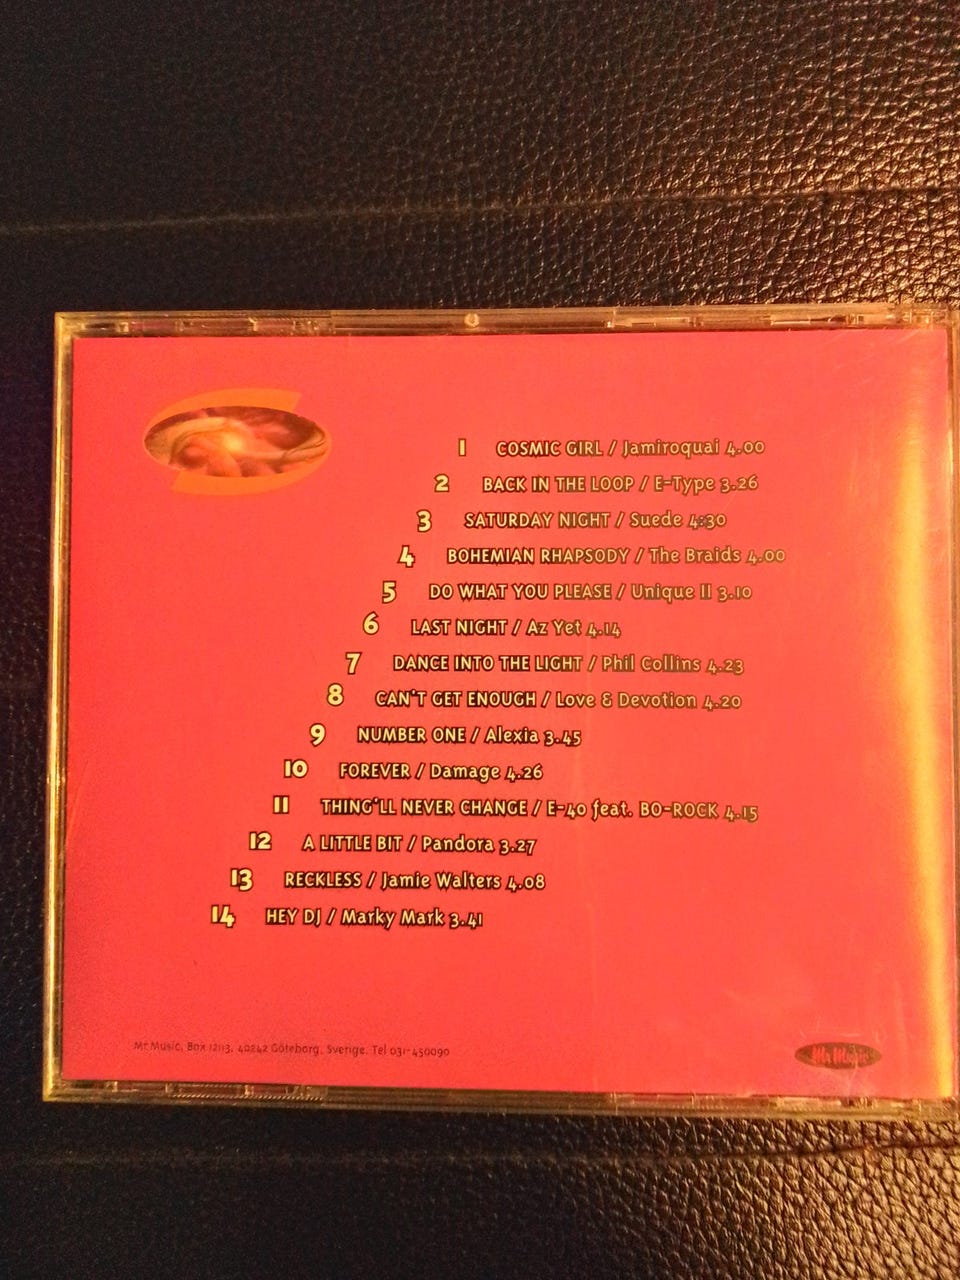 1 COSMIC GIRL / Jamiroquai 4.00
2 BACK IN THE LOOP / E-Type 3.26
3 SATURDAY NIGHT / Suede 4:30
4 BOHEMIAN RHAPSODY / The Braids 4.00
5 DO WHAT YOU PLEASE / Unique II 3.10
6 LAST NIGHT / Az Yet 4.14
7 DANCE INTO THE LIGHT / Phil Collins 4.23
8 CAN'T GET ENOUGH / Love & Devotion 4.20
9 NUMBER ONE / Alexia 3.45
10 FOREVER / Damage 4.26
11 THING'LL NEVER CHANGE / E-40 feat. BO-ROCK 4.15
12 A LITTLE BIT / Pandora 3.27
13 RECKLESS / Jamie Walters 4.08
14 HEY DJ / Marky Mark 3.41
Mr Music, Box 12113, 40242 Göteborg, Sverige. Tel 031-450090
Mr Music